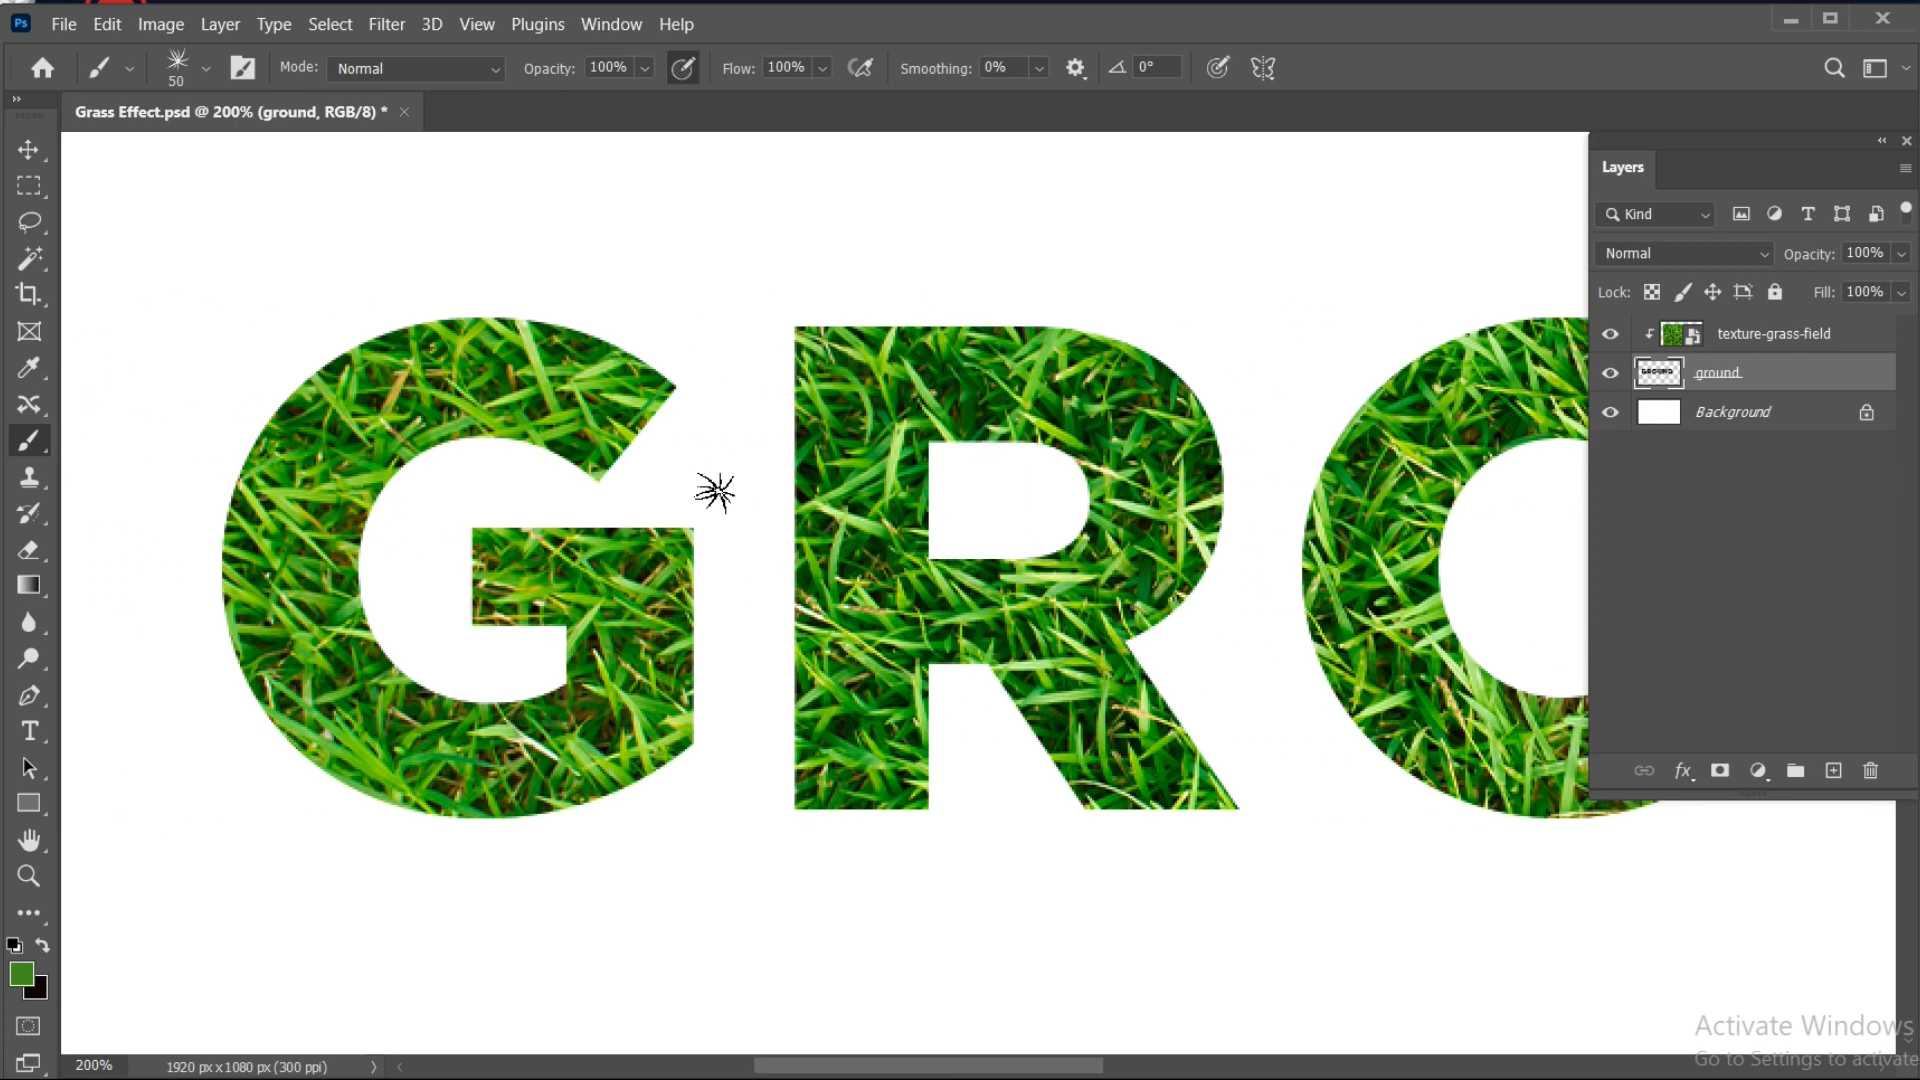 Ps File Edit Image Layer Type Select Filter 3D View Plugins Window Help
50 Mode: Normal Opacity: 100% Flow: 100% Smoothing: 0% 0°
Grass Effect.psd @ 200% (ground, RGB/8) *
Layers
Kind
Normal Opacity: 100%
Lock: Fill: 100%
texture-grass-field
ground
Background
fx
GRO
Activate Windows
Go to Settings to activate
200% 1920 px x 1080 px (300 ppi)